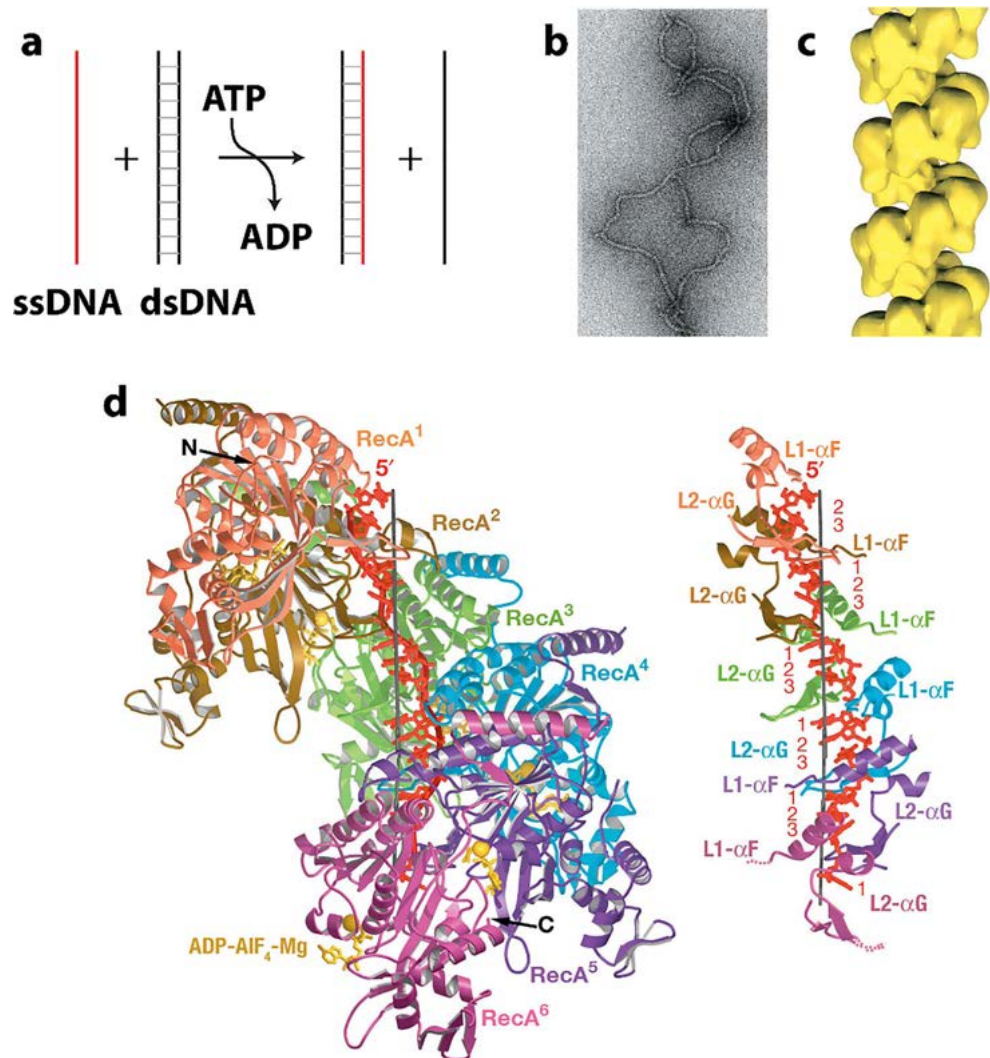 a
ATP
+
+
ADP
ssDNA dsDNA
b
c
d
N
RecA¹
5′
RecA²
RecA³
RecA⁴
C
ADP-AlF₄-Mg
RecA⁵
RecA⁶
L1-αF
5′
L2-αG
2
3
L1-αF
1
2
3
L2-αG
L1-αF
1
2
3
L2-αG
L1-αF
1
2
3
L2-αG
L1-αF
1
2
3
L2-αG
L1-αF
1
L2-αG